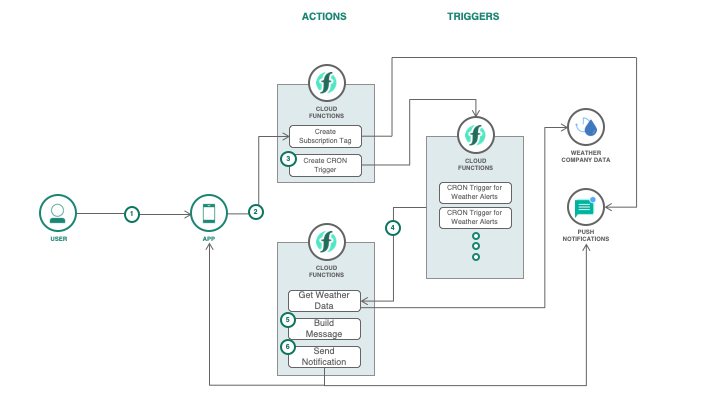 ACTIONS
TRIGGERS
CLOUD
FUNCTIONS
Create
Subscription Tag
3
Create CRON
Trigger
CLOUD
FUNCTIONS
CRON Trigger for
Weather Alerts
CRON Trigger for
Weather Alerts
WEATHER
COMPANY DATA
PUSH
NOTIFICATIONS
1
2
USER
APP
4
CLOUD
FUNCTIONS
Get Weather
Data
5
Build
Message
6
Send
Notification